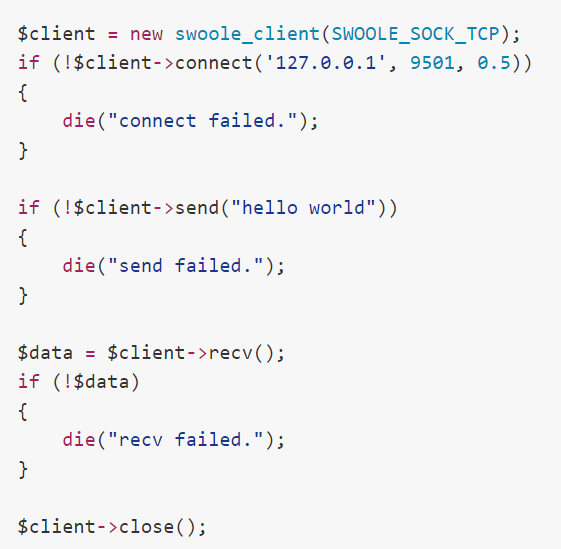 $client = new swoole_client(SWOOLE_SOCK_TCP);
if (!$client->connect('127.0.0.1', 9501, 0.5))
{
    die("connect failed.");
}

if (!$client->send("hello world"))
{
    die("send failed.");
}

$data = $client->recv();
if (!$data)
{
    die("recv failed.");
}

$client->close();